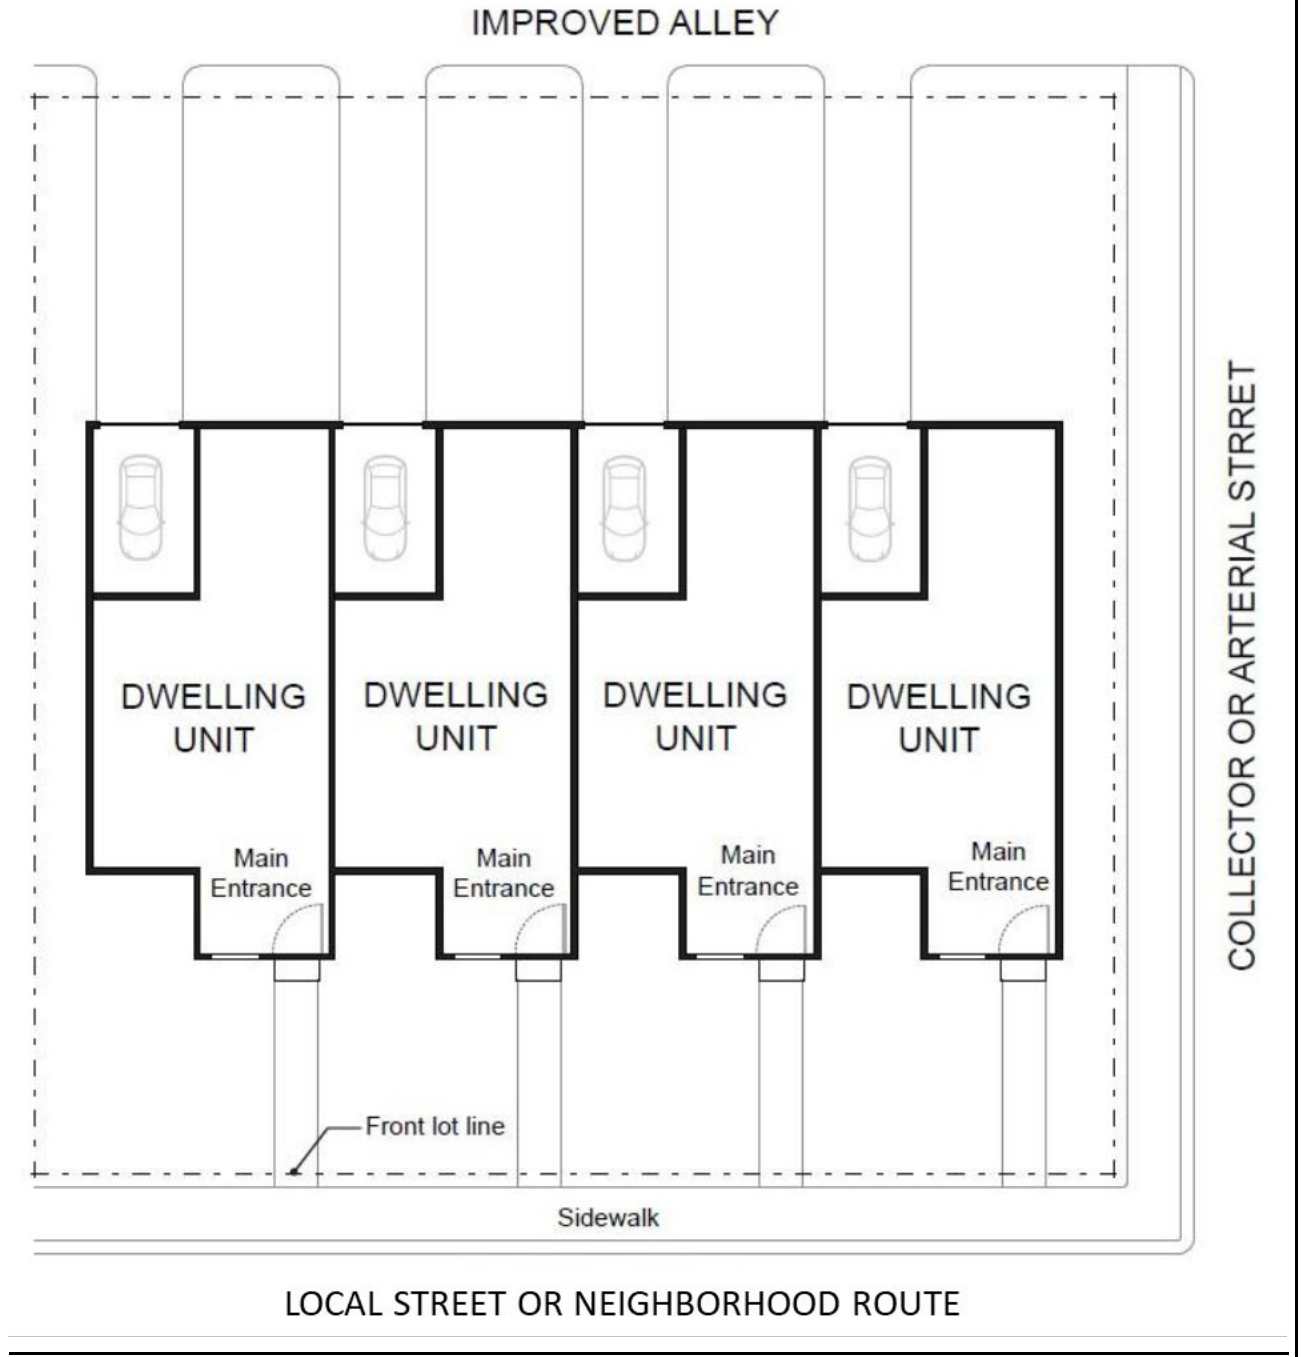 IMPROVED ALLEY
COLLECTOR OR ARTERIAL STRRET
DWELLING
UNIT
DWELLING
UNIT
DWELLING
UNIT
DWELLING
UNIT
Main
Entrance
Main
Entrance
Main
Entrance
Main
Entrance
Front lot line
Sidewalk
LOCAL STREET OR NEIGHBORHOOD ROUTE